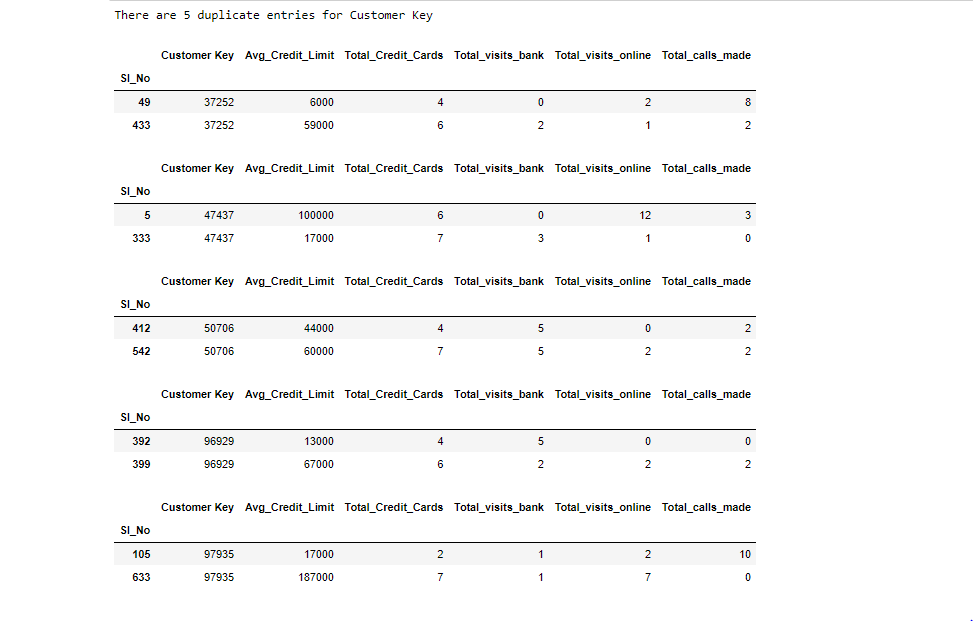 There are 5 duplicate entries for Customer Key
Customer Key Avg_Credit_Limit Total_Credit_Cards Total_visits_bank Total_visits_online Total_calls_made
Sl_No
49 37252 6000 4 0 2 8
433 37252 59000 6 2 1 2
Customer Key Avg_Credit_Limit Total_Credit_Cards Total_visits_bank Total_visits_online Total_calls_made
Sl_No
5 47437 100000 6 0 12 3
333 47437 17000 7 3 1 0
Customer Key Avg_Credit_Limit Total_Credit_Cards Total_visits_bank Total_visits_online Total_calls_made
Sl_No
412 50706 44000 4 5 0 2
542 50706 60000 7 5 2 2
Customer Key Avg_Credit_Limit Total_Credit_Cards Total_visits_bank Total_visits_online Total_calls_made
Sl_No
392 96929 13000 4 5 0 0
399 96929 67000 6 2 2 2
Customer Key Avg_Credit_Limit Total_Credit_Cards Total_visits_bank Total_visits_online Total_calls_made
Sl_No
105 97935 17000 2 1 2 10
633 97935 187000 7 1 7 0